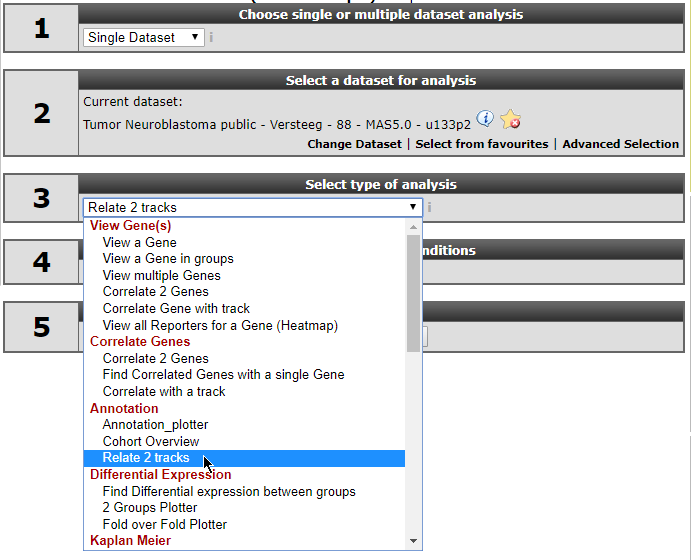 1
Choose single or multiple dataset analysis
Single Dataset
i
2
Select a dataset for analysis
Current dataset:
Tumor Neuroblastoma public - Versteeg - 88 - MAS5.0 - u133p2
Change Dataset | Select from favourites | Advanced Selection
3
Select type of analysis
Relate 2 tracks
i
View Gene(s)
View a Gene
View a Gene in groups
View multiple Genes
Correlate 2 Genes
Correlate Gene with track
View all Reporters for a Gene (Heatmap)
Correlate Genes
Correlate 2 Genes
Find Correlated Genes with a single Gene
Correlate with a track
Annotation
Annotation_plotter
Cohort Overview
Relate 2 tracks
Differential Expression
Find Differential expression between groups
2 Groups Plotter
Fold over Fold Plotter
Kaplan Meier
4
nditions
5